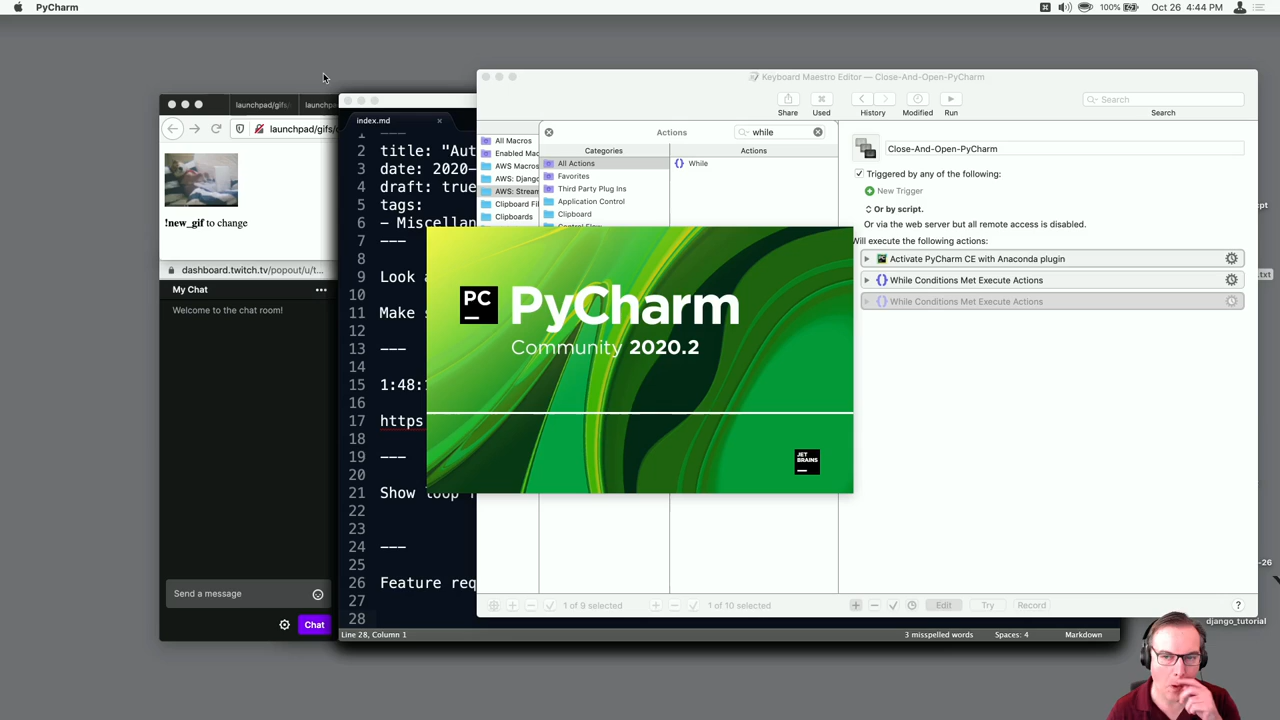 PyCharm
100%
Oct 26 4:44 PM
Keyboard Maestro Editor — Close-And-Open-PyCharm
Share
Used
History
Modified
Run
Search
Search
launchpad/gifs/
launchp
launchpad/gifs/
!new_gif to change
dashboard.twitch.tv/popout/u/t...
My Chat
Welcome to the chat room!
Send a message
Chat
index.md
1
2 title: "Aut
3 date: 2020-
4 draft: true
5 tags:
6 - Miscellan
7 ---
8
9 Look
10
11 Make s
12
13 ---
14
15 1:48:
16
17 https
18
19 ---
20
21 Show loop
22
23
24 ---
25
26 Feature req
27
28
Line 28, Column 1
3 misspelled words
Spaces: 4
Markdown
All Macros
Enabled Mac
AWS Macros
AWS: Django
AWS: Stream
Clipboard Fi
Clipboards
Actions
while
Categories
Actions
All Actions
Favorites
Third Party Plug Ins
Application Control
Clipboard
While
PC
PyCharm
Community 2020.2
JET
BRAINS
Close-And-Open-PyCharm
Triggered by any of the following:
New Trigger
Or by script.
Or via the web server but all remote access is disabled.
Will execute the following actions:
Activate PyCharm CE with Anaconda plugin
While Conditions Met Execute Actions
While Conditions Met Execute Actions
1 of 9 selected
1 of 10 selected
Edit
Try
Record
?
.txt
-26
django_tutorial